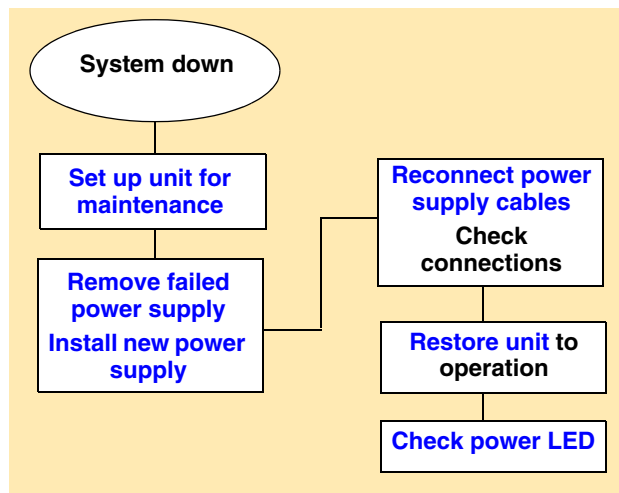 System down
Set up unit for
maintenance
Remove failed
power supply
Install new power
supply
Reconnect power
supply cables
Check
connections
Restore unit to
operation
Check power LED